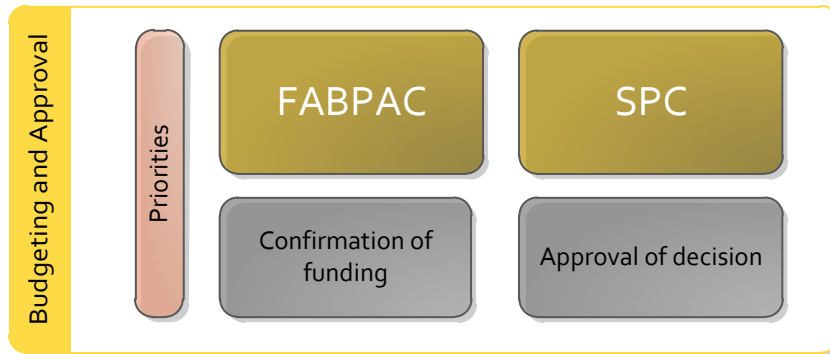 Budgeting and Approval
Priorities
FABPAC
SPC
Confirmation of
funding
Approval of decision